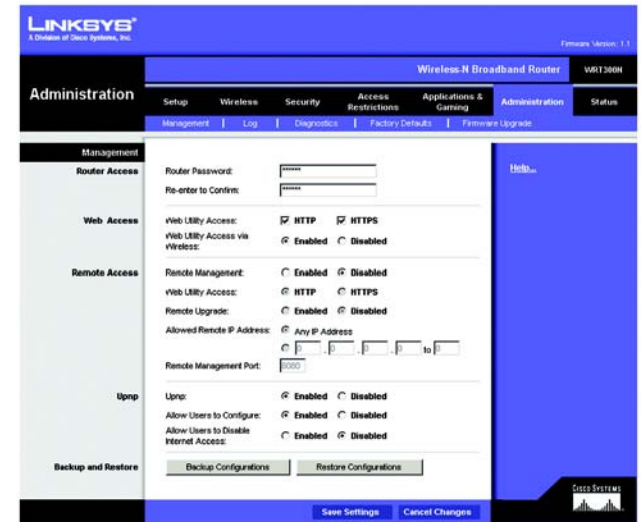 LINKSYS®
A Division of Cisco Systems, Inc.
Firmware Version: 1.1
Wireless-N Broadband Router WRT300N
Administration
Setup Wireless Security Access Restrictions Applications & Gaming Administration Status
Management | Log | Diagnostics | Factory Defaults | Firmware Upgrade
Management
Router Access
Router Password: ******
Re-enter to Confirm: ******
Help...
Web Access
Web Utility Access: HTTP HTTPS
Web Utility Access via Wireless: Enabled Disabled
Remote Access
Remote Management: Enabled Disabled
Web Utility Access: HTTP HTTPS
Remote Upgrade: Enabled Disabled
Allowed Remote IP Address: Any IP Address
0 . 0 . 0 . 0 to 0
Remote Management Port: 8080
Upnp
Upnp: Enabled Disabled
Allow Users to Configure: Enabled Disabled
Allow Users to Disable Internet Access: Enabled Disabled
Backup and Restore
Backup Configurations Restore Configurations
Save Settings Cancel Changes
CISCO SYSTEMS